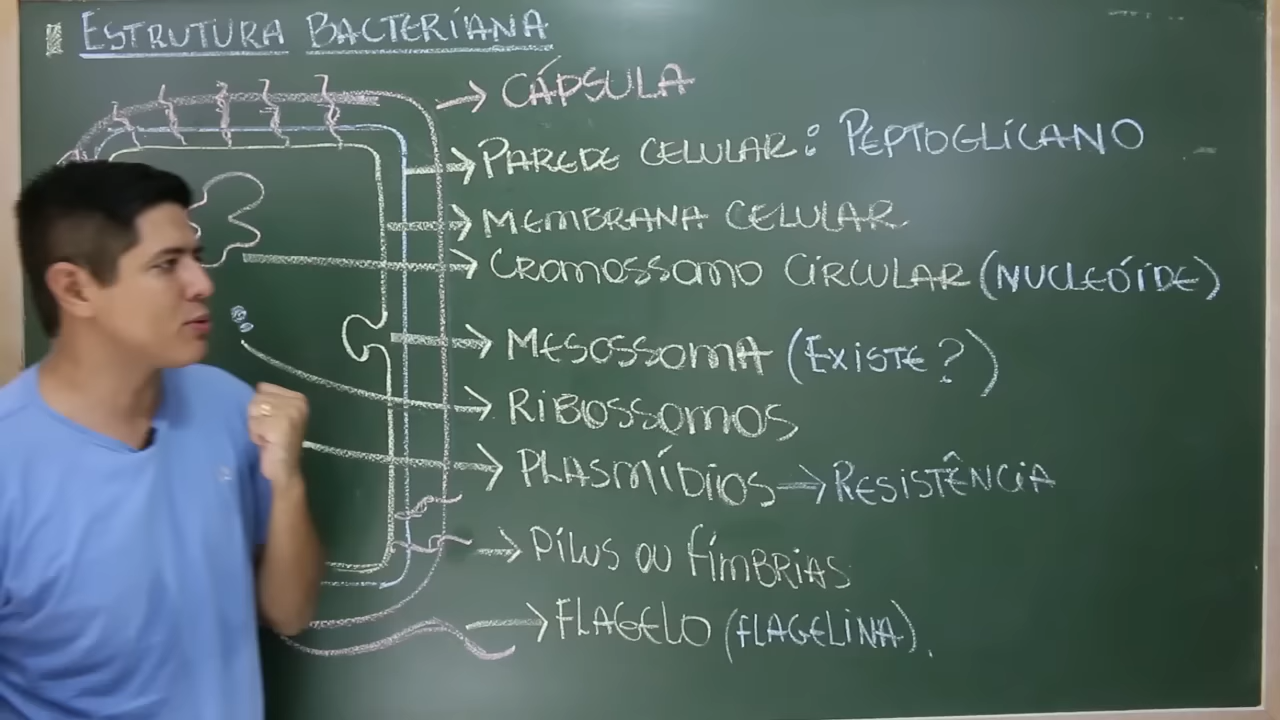 ESTRUTURA BACTERIANA
CÁPSULA
PAREDE CELULAR: PEPTOGLICANO
MEMBRANA CELULAR
CROMOSSOMO CIRCULAR (NUCLEÓIDE)
MESOSSOMA (EXISTE?)
RIBOSSOMOS
PLASMÍDIOS → RESISTÊNCIA
PÍLUS OU FÍMBRIAS
FLAGELO (FLAGELINA).